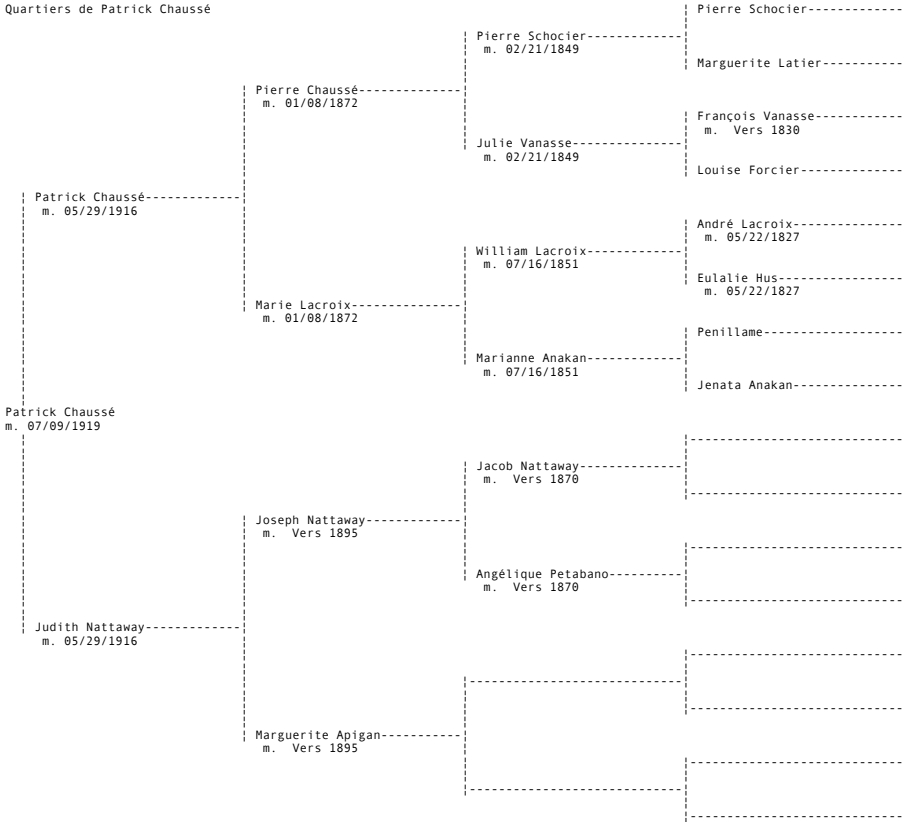 Quartiers de Patrick Chaussé
Pierre Schocier
Pierre Schocier
m. 02/21/1849
Marguerite Latier
Pierre Chaussé
m. 01/08/1872
François Vanasse
m. Vers 1830
Julie Vanasse
m. 02/21/1849
Louise Forcier
Patrick Chaussé
m. 05/29/1916
André Lacroix
m. 05/22/1827
William Lacroix
m. 07/16/1851
Eulalie Hus
m. 05/22/1827
Marie Lacroix
m. 01/08/1872
Penillame
Marianne Anakan
m. 07/16/1851
Jenata Anakan
Patrick Chaussé
m. 07/09/1919
Jacob Nattaway
m. Vers 1870
Joseph Nattaway
m. Vers 1895
Angélique Petabano
m. Vers 1870
Judith Nattaway
m. 05/29/1916
Marguerite Apigan
m. Vers 1895